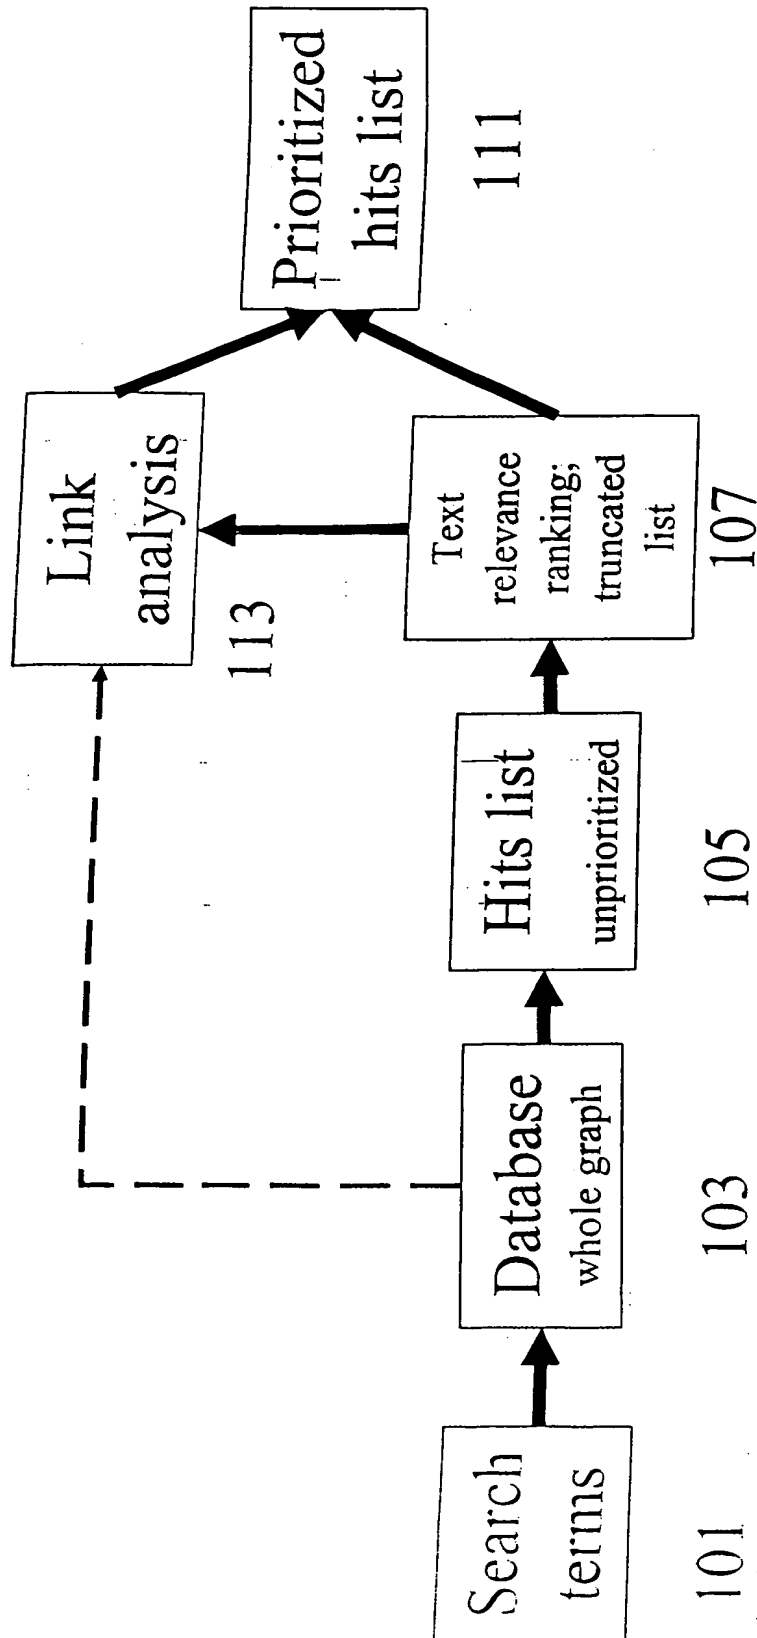 Search
terms
101
Database
whole graph
103
Hits list
unprioritized
105
Text
relevance
ranking;
truncated
list
107
Link
analysis
113
Prioritized
hits list
111